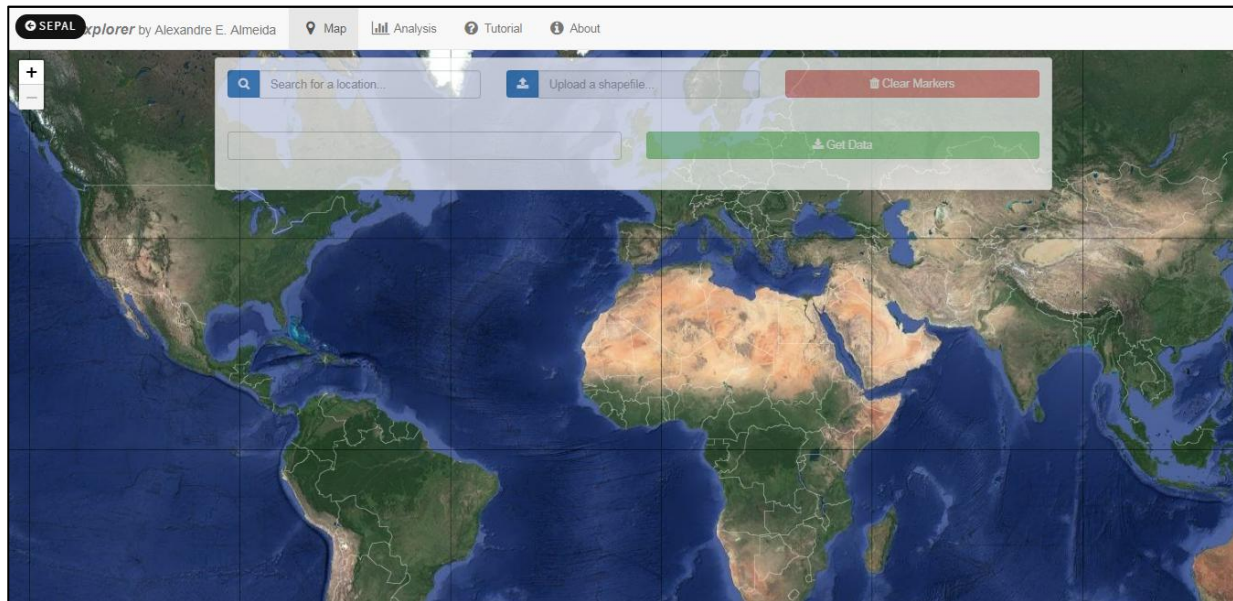 SEPAL xplorer by Alexandre E. Almeida Map Analysis Tutorial About
+
−
Search for a location... Upload a shapefile... Clear Markers
Get Data